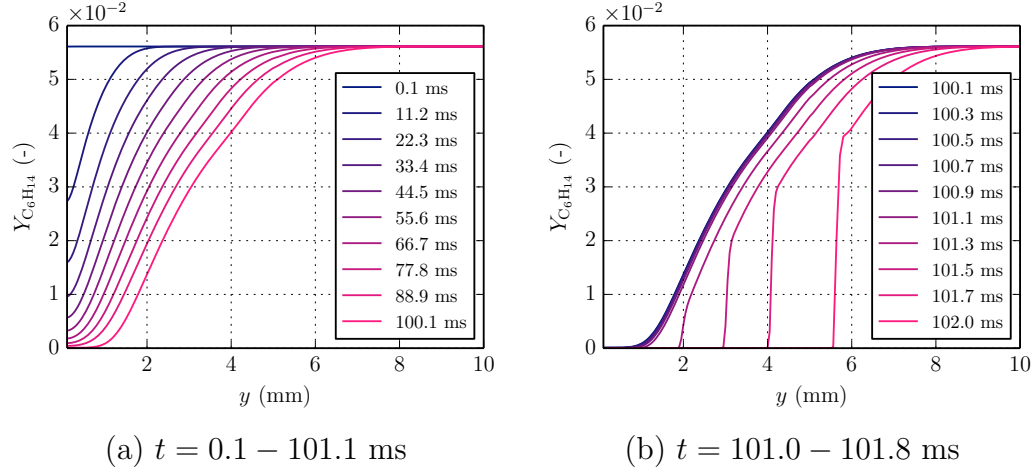 ×10⁻²
6
5
4
3
2
1
0
Y_{C₆H₁₄} (-)
2 4 6 8 10
y (mm)
0.1 ms
11.2 ms
22.3 ms
33.4 ms
44.5 ms
55.6 ms
66.7 ms
77.8 ms
88.9 ms
100.1 ms
(a) t = 0.1 − 101.1 ms
×10⁻²
6
5
4
3
2
1
0
Y_{C₆H₁₄} (-)
2 4 6 8 10
y (mm)
100.1 ms
100.3 ms
100.5 ms
100.7 ms
100.9 ms
101.1 ms
101.3 ms
101.5 ms
101.7 ms
102.0 ms
(b) t = 101.0 − 101.8 ms